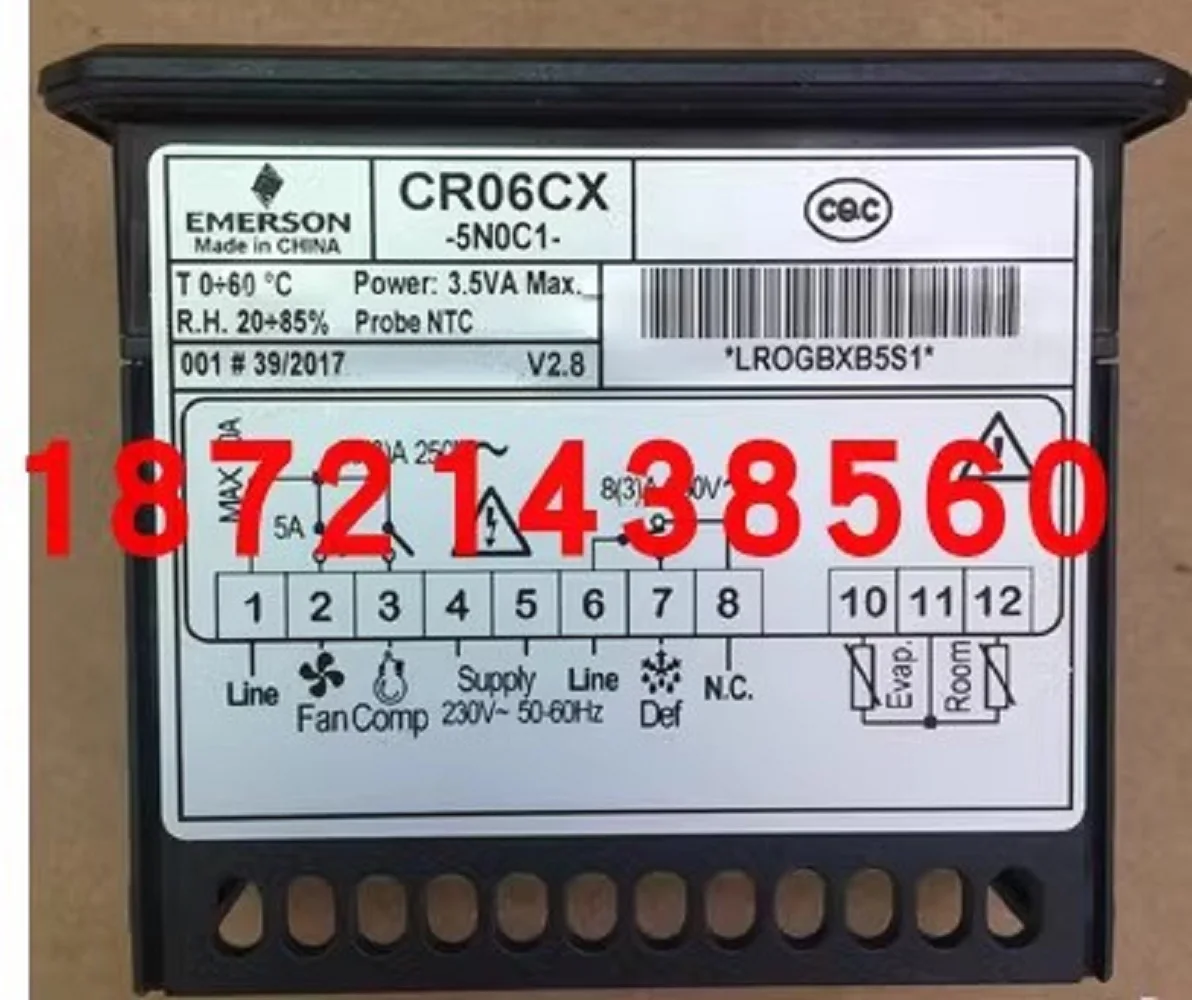 EMERSON
Made in CHINA
CR06CX
-5N0C1-
CQC
T 0÷60 °C Power: 3.5VA Max.
R.H. 20÷85% Probe NTC
001 # 39/2017 V2.8
*LROGBXB5S1*
MAX
5A
18721438560
1 2 3 4 5 6 7 8 10 11 12
Line Fan Comp Supply Line Def N.C. Evap. Room
230V~ 50-60Hz